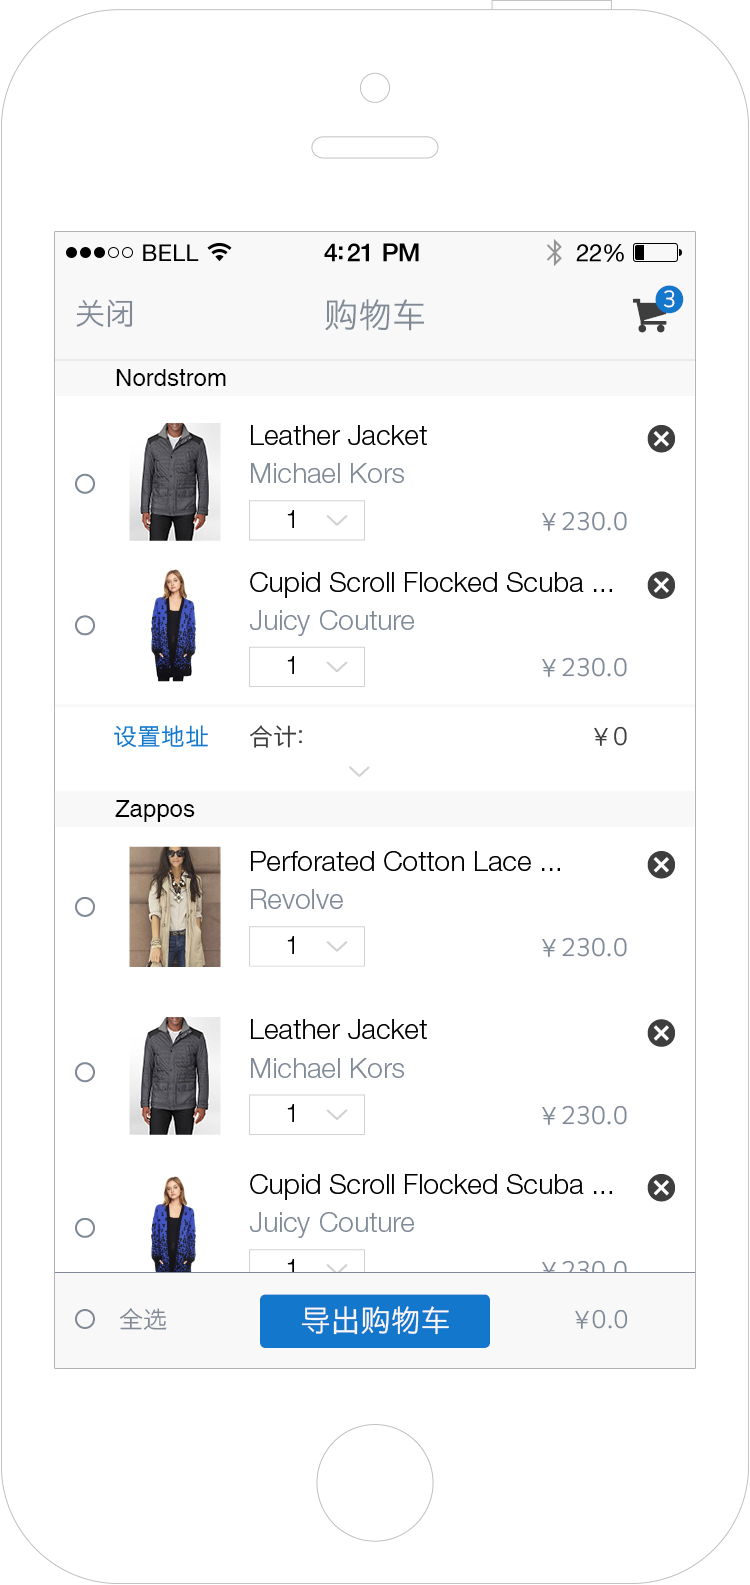 BELL 4:21 PM 22%
关闭 购物车 3
Nordstrom
Leather Jacket
Michael Kors
1 ¥230.0
Cupid Scroll Flocked Scuba ...
Juicy Couture
1 ¥230.0
设置地址 合计: ¥0
Zappos
Perforated Cotton Lace ...
Revolve
1 ¥230.0
Leather Jacket
Michael Kors
1 ¥230.0
Cupid Scroll Flocked Scuba ...
Juicy Couture
1 ¥230.0
全选 导出购物车 ¥0.0